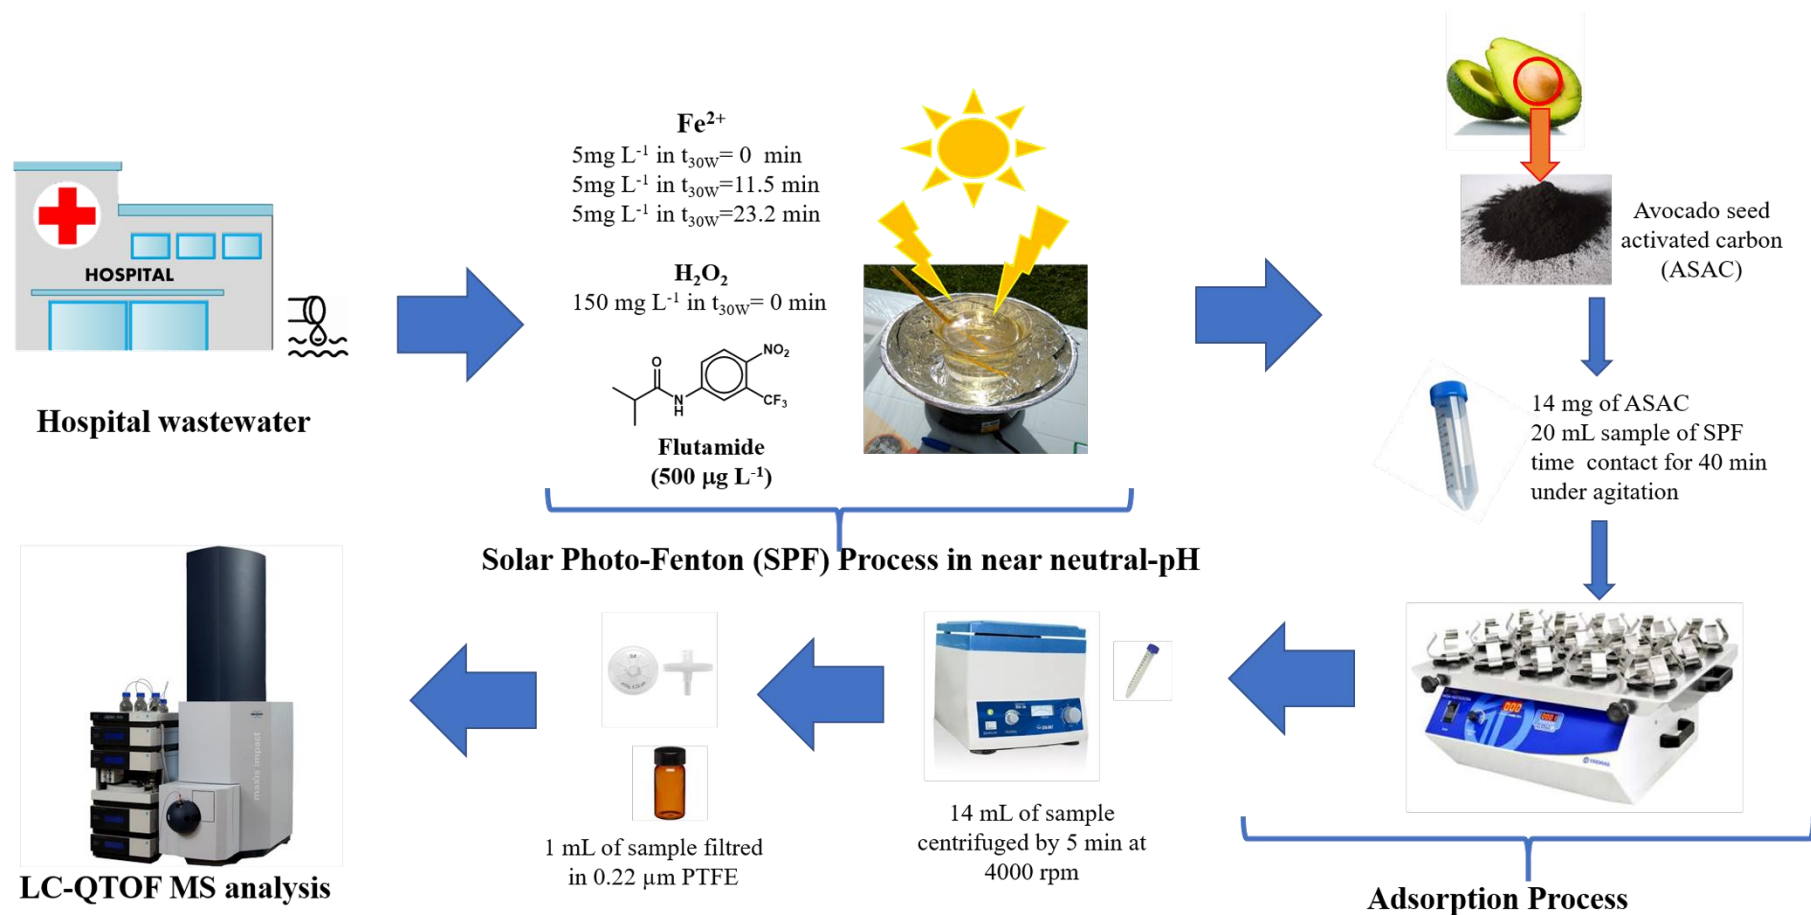 HOSPITAL
Hospital wastewater
Fe²⁺
5mg L⁻¹ in t₃₀W= 0 min
5mg L⁻¹ in t₃₀W=11.5 min
5mg L⁻¹ in t₃₀W=23.2 min
H₂O₂
150 mg L⁻¹ in t₃₀W= 0 min
O
N
H
NO₂
CF₃
Flutamide
(500 µg L⁻¹)
Solar Photo-Fenton (SPF) Process in near neutral-pH
Avocado seed
activated carbon
(ASAC)
14 mg of ASAC
20 mL sample of SPF
time contact for 40 min
under agitation
000
Adsorption Process
14 mL of sample
centrifuged by 5 min at
4000 rpm
1 mL of sample filtred
in 0.22 µm PTFE
maxis impact
LC-QTOF MS analysis